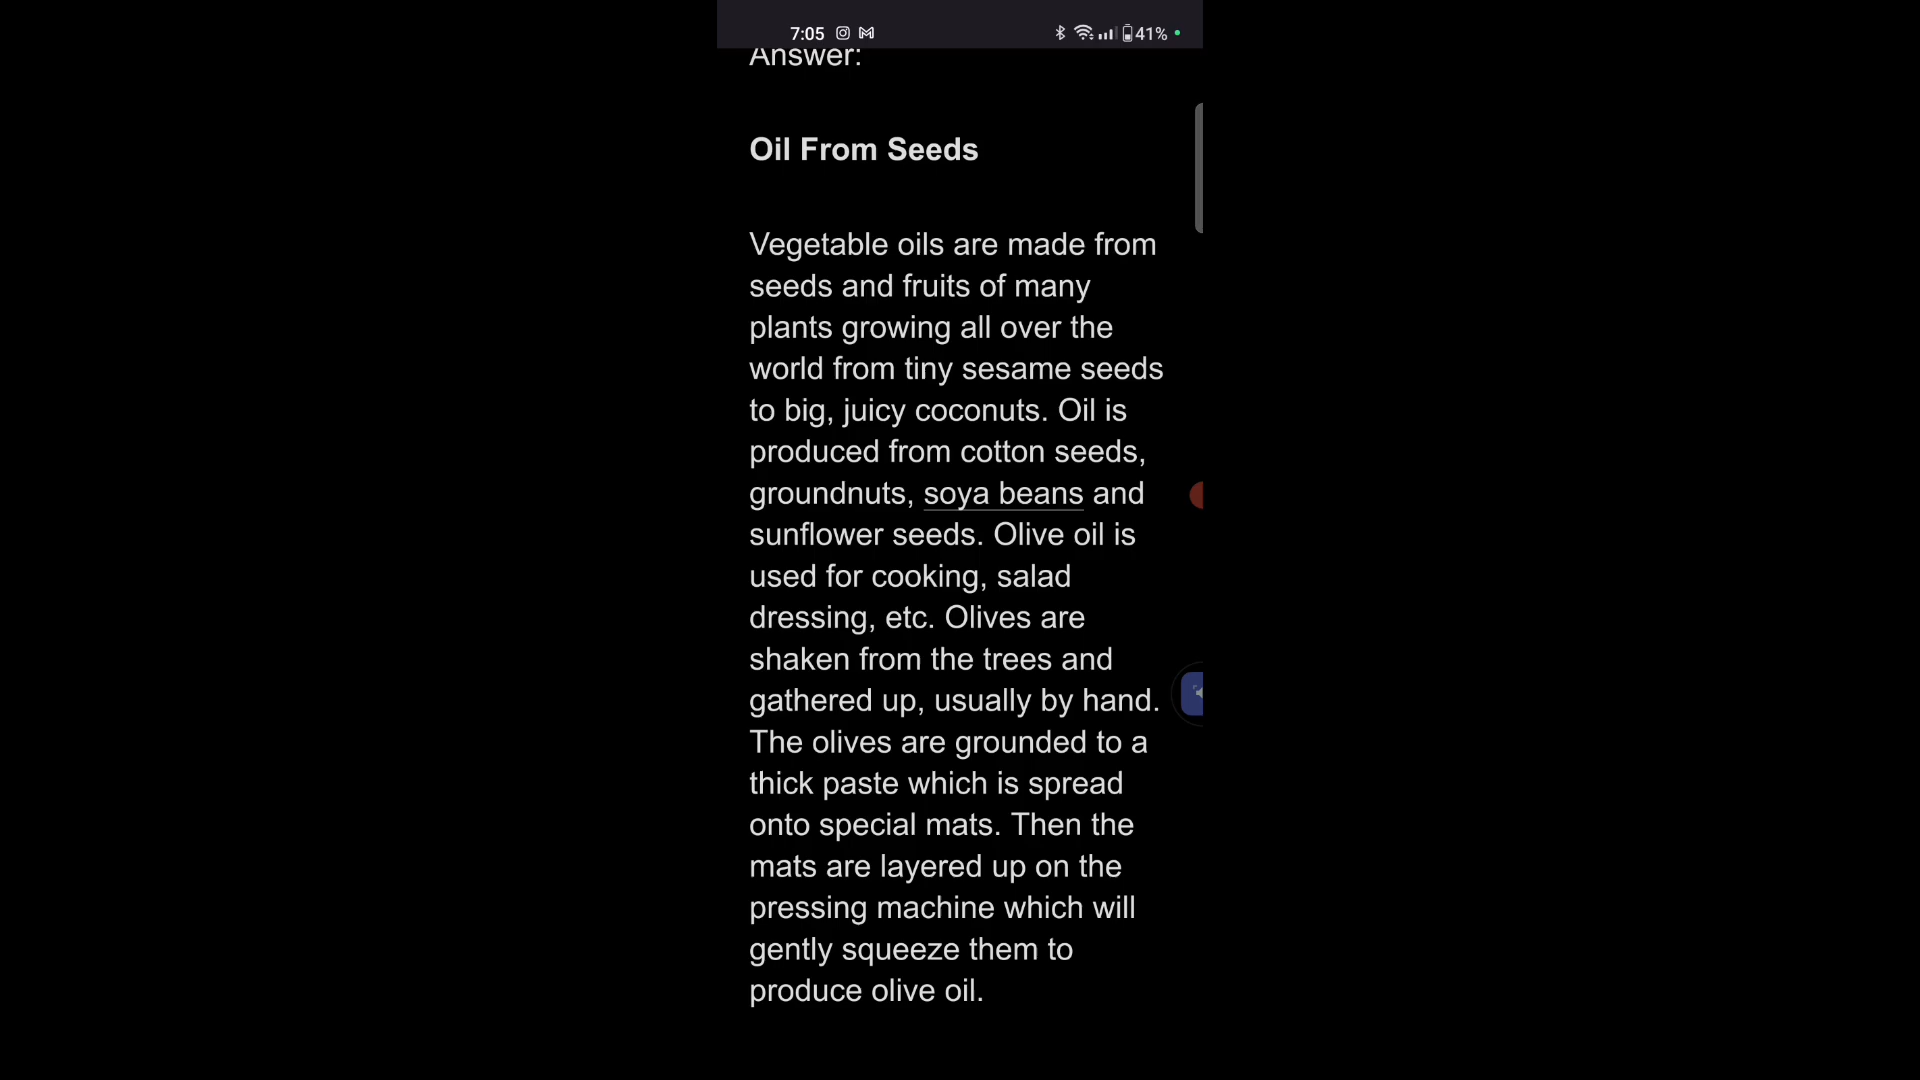 7:05 41%
Answer:
Oil From Seeds
Vegetable oils are made from
seeds and fruits of many
plants growing all over the
world from tiny sesame seeds
to big, juicy coconuts. Oil is
produced from cotton seeds,
groundnuts, soya beans and
sunflower seeds. Olive oil is
used for cooking, salad
dressing, etc. Olives are
shaken from the trees and
gathered up, usually by hand.
The olives are grounded to a
thick paste which is spread
onto special mats. Then the
mats are layered up on the
pressing machine which will
gently squeeze them to
produce olive oil.